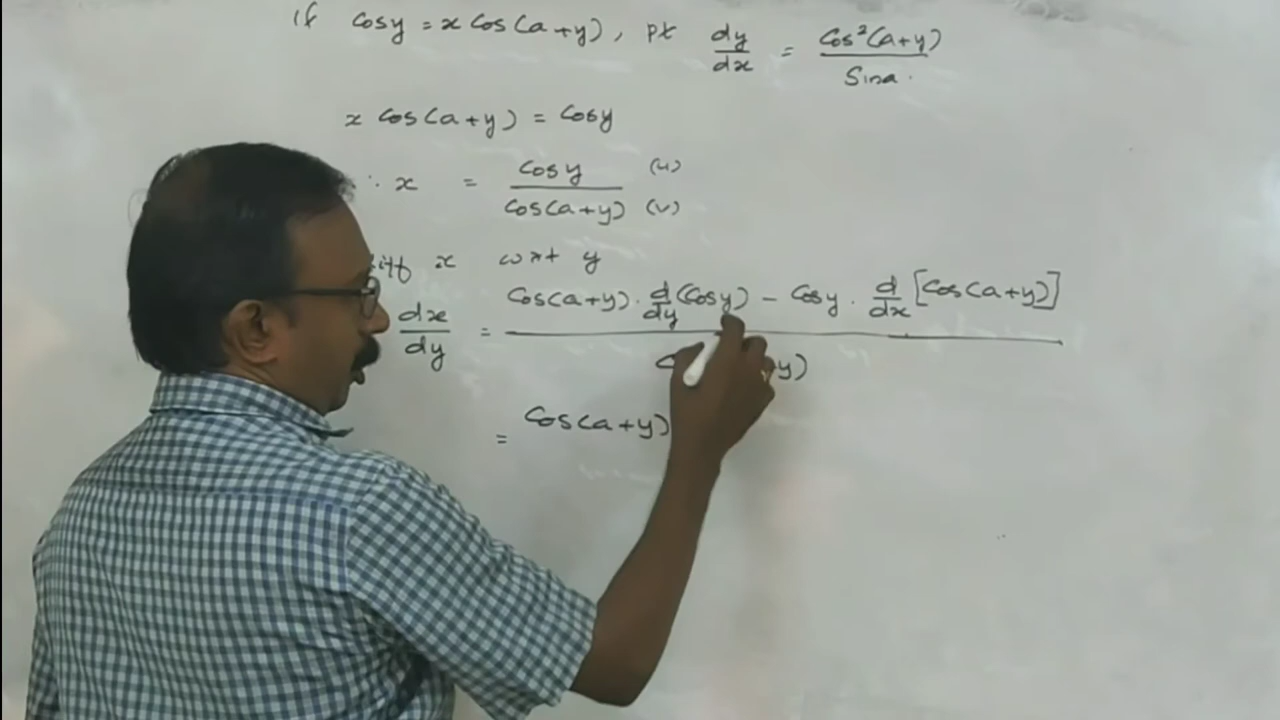 If Cosy = x Cos(a+y), pt dy/dx = Cos²(a+y)/Sina.
x Cos(a+y) = Cosy
∴ x = Cosy (u) / Cos(a+y) (v)
diff x wrt y
dx/dy = Cos(a+y) · d/dy (Cosy) – Cosy · d/dx [Cos(a+y)]
y)
= Cos(a+y)